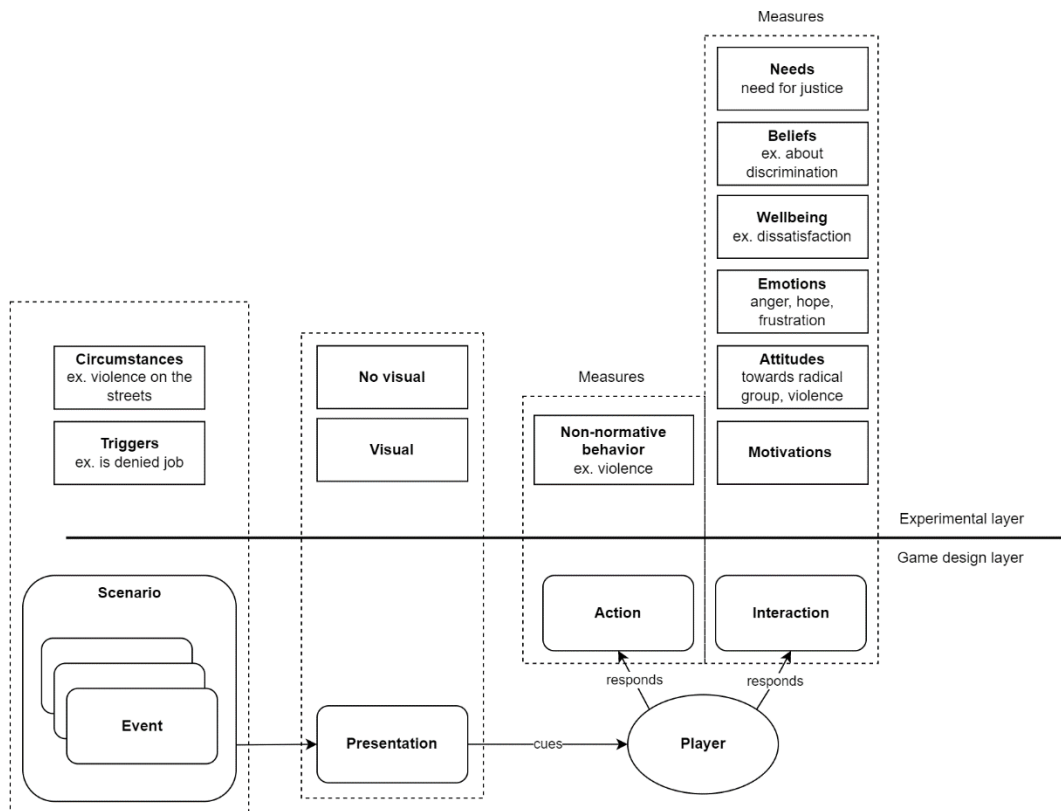 Measures
Needs
need for justice
Beliefs
ex. about
discrimination
Wellbeing
ex. dissatisfaction
Emotions
anger, hope,
frustration
Circumstances
ex. violence on the
streets
No visual
Measures
Attitudes
towards radical
group, violence
Triggers
ex. is denied job
Visual
Non-normative
behavior
ex. violence
Motivations
Experimental layer
Game design layer
Scenario
Action
Interaction
responds
responds
Event
Presentation
cues
Player